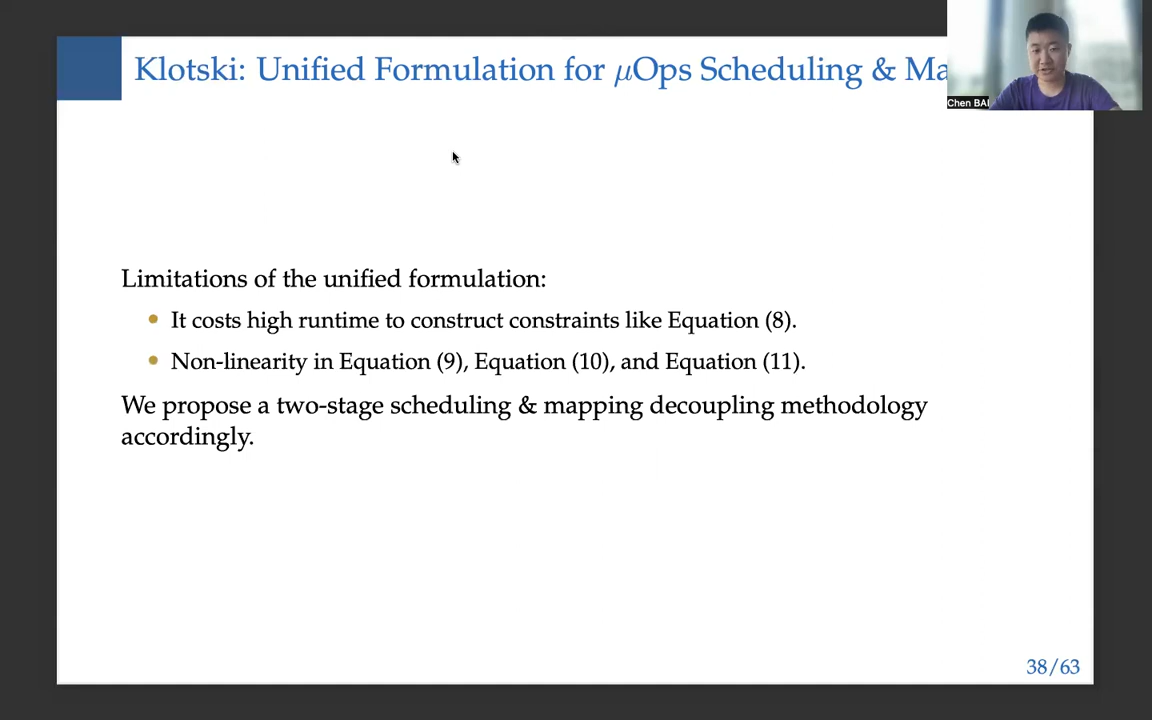 Klotski: Unified Formulation for μOps Scheduling & Ma
Chen BAI
Limitations of the unified formulation:
It costs high runtime to construct constraints like Equation (8).
Non-linearity in Equation (9), Equation (10), and Equation (11).
We propose a two-stage scheduling & mapping decoupling methodology
accordingly.
38/63